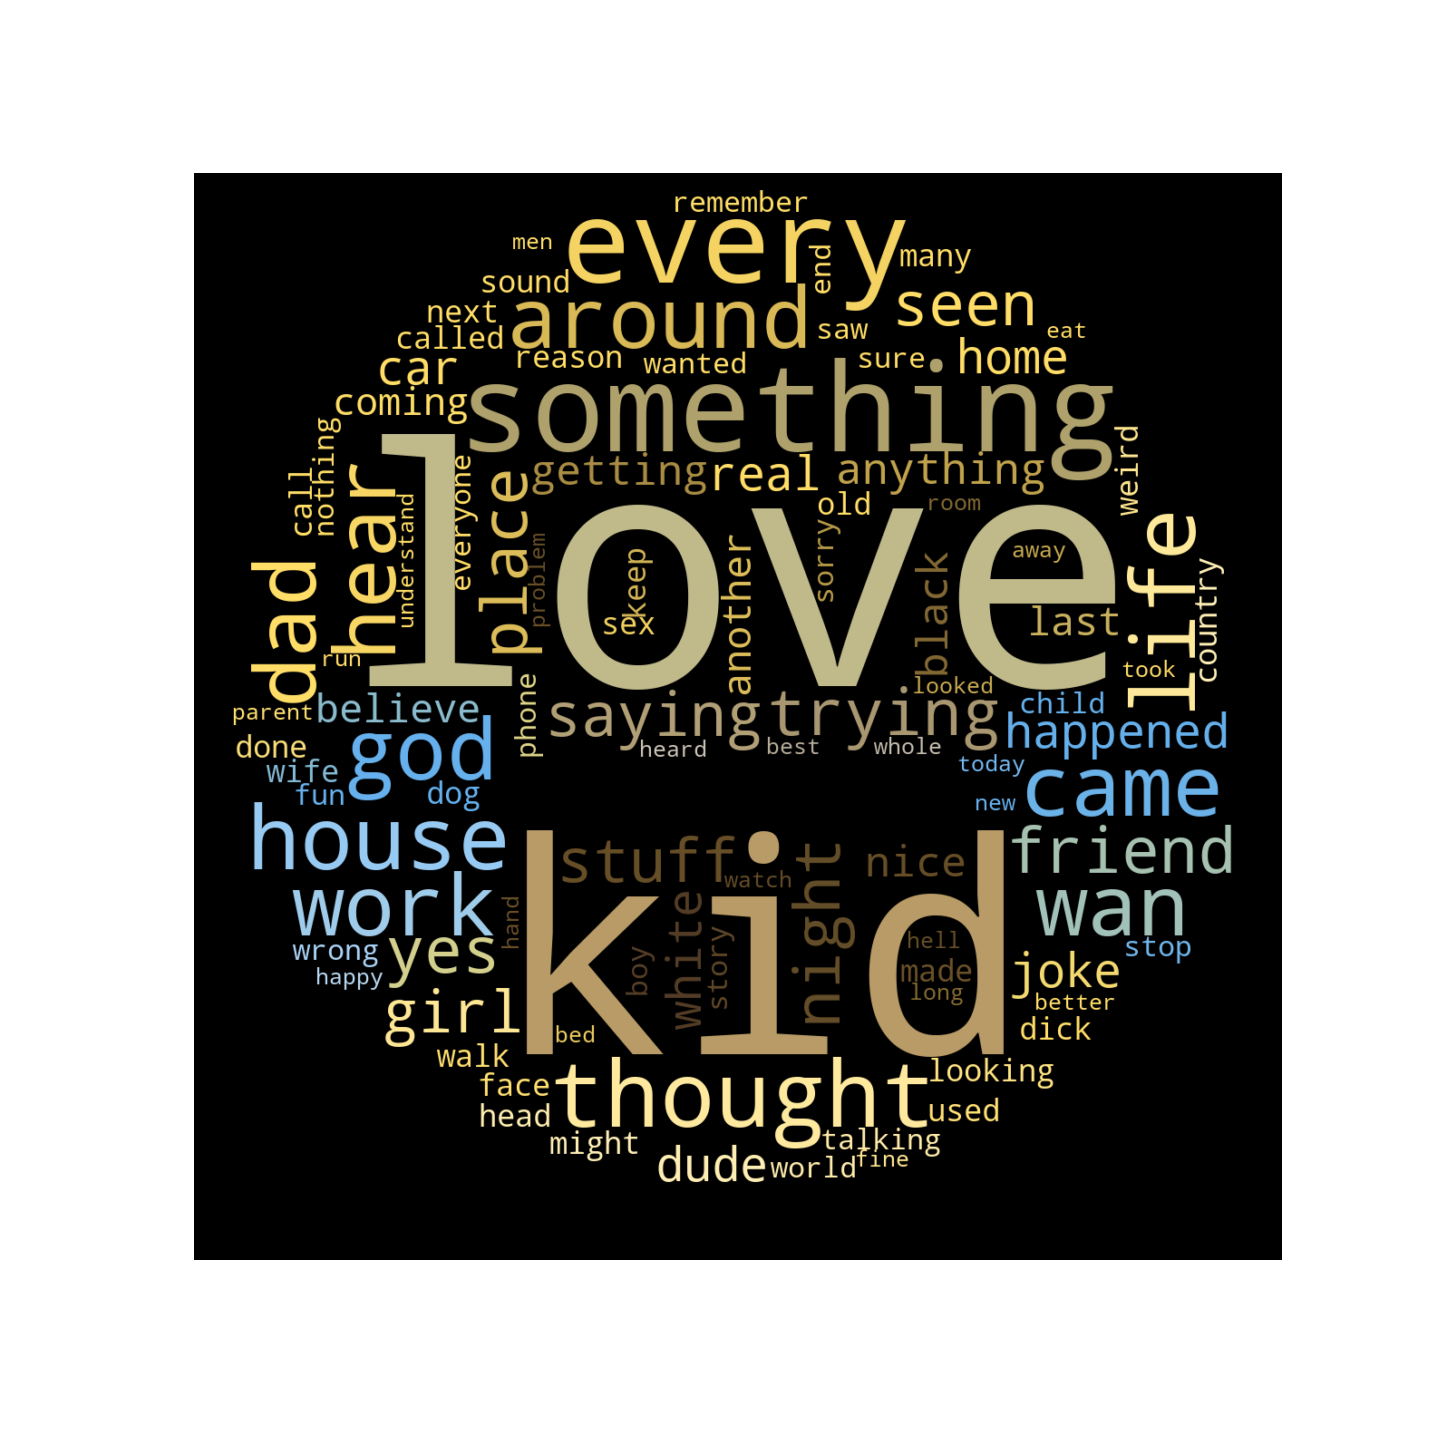 remember
men
every
end
many
sound
seen
next
around
called
saw
eat
car
reason
wanted
sure
home
coming
something
nothing
call
hear
understand
everyone
place
getting
real
anything
weird
old
room
love
problem
keep
sex
another
sorry
black
away
last
life
country
took
dad
run
looked
parent
believe
phone
saying
trying
child
happened
done
god
heard
best
whole
wife
today
came
fun
dog
new
house
stuff
watch
nice
friend
work
hand
kid
white
night
hell
wan
wrong
yes
boy
story
made
long
stop
happy
joke
girl
better
bed
dick
walk
face
thought
looking
head
used
might
talking
dude
world
fine